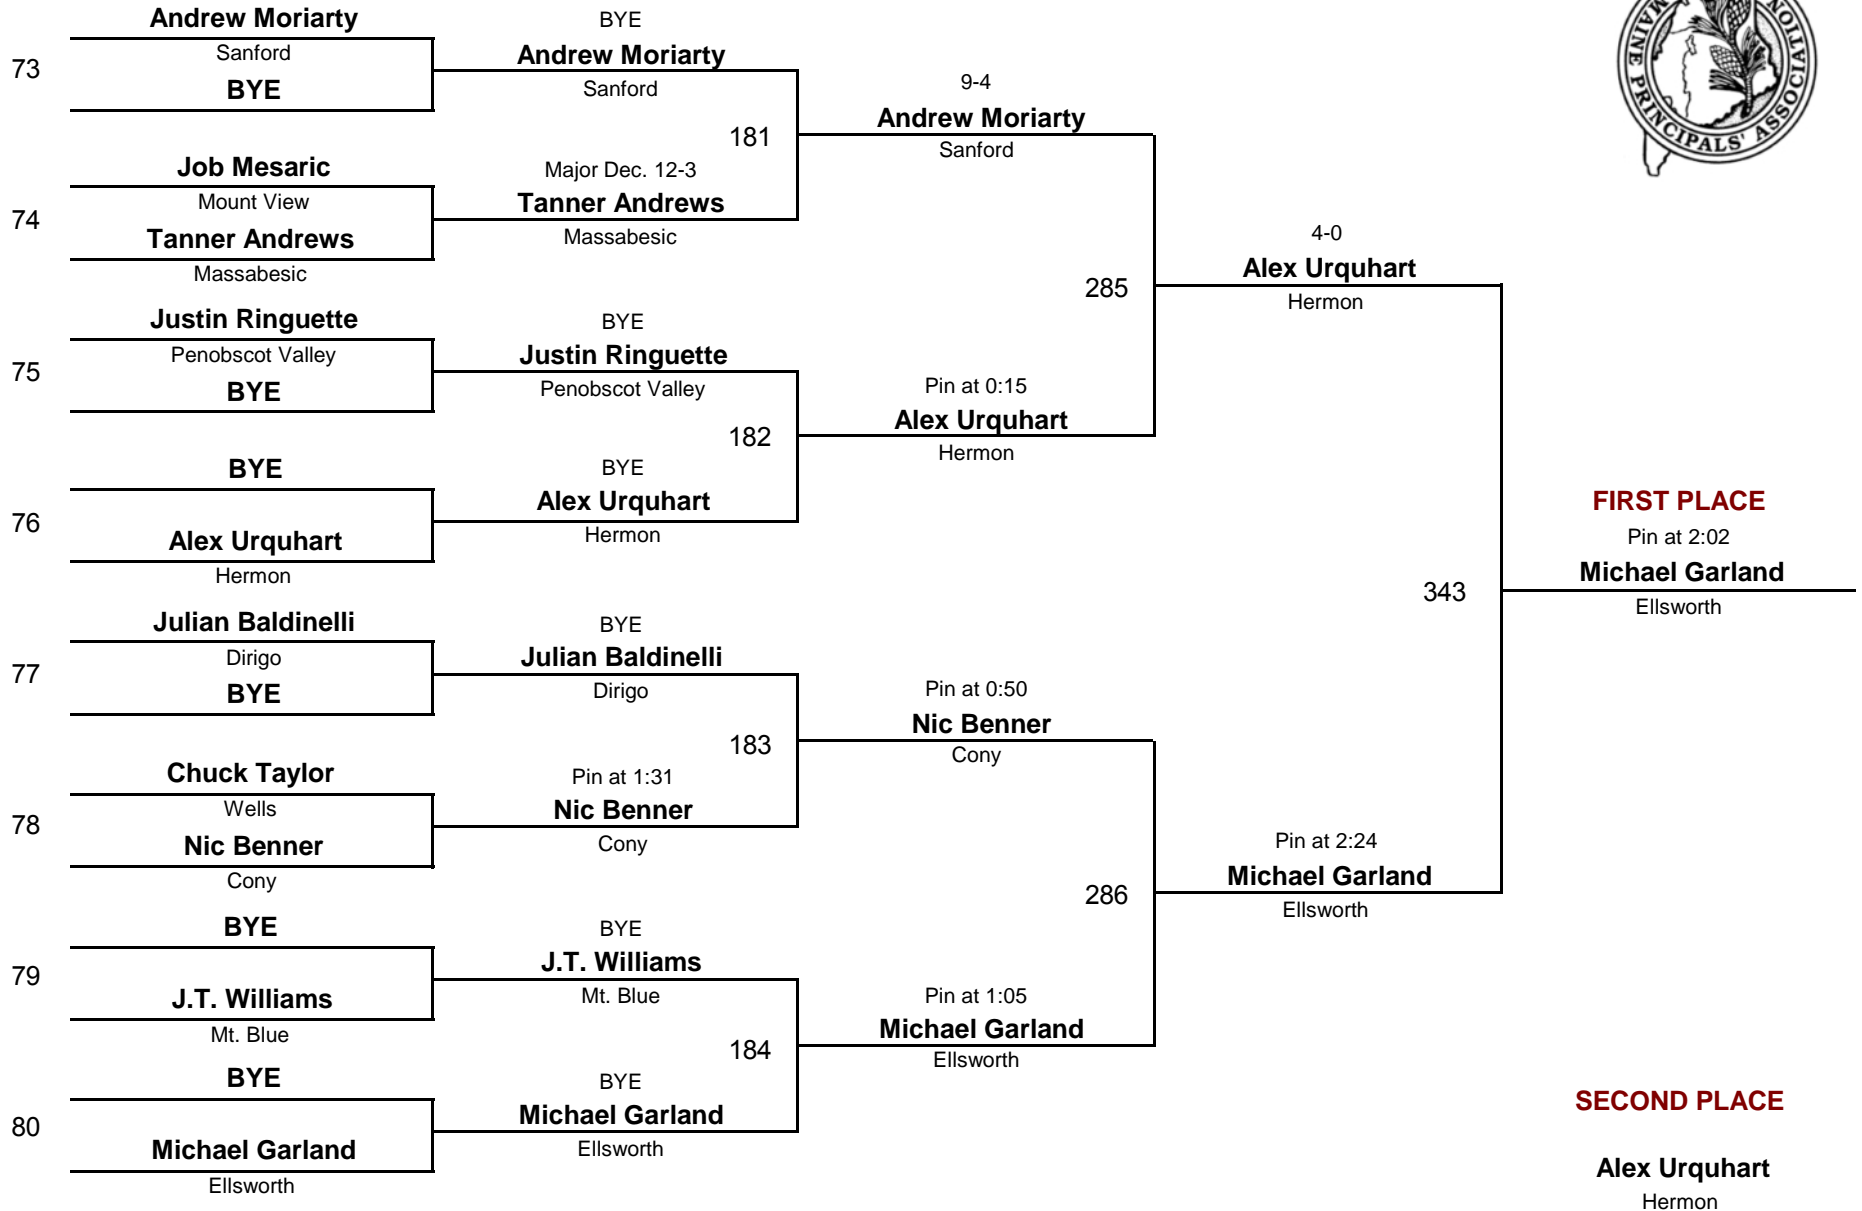 Andrew Moriarty
73
Sanford
BYE
Job Mesaric
74
Mount View
Tanner Andrews
Massabesic
Justin Ringuette
75
Penobscot Valley
BYE
BYE
76
Alex Urquhart
Hermon
Julian Baldinelli
77
Dirigo
BYE
Chuck Taylor
78
Wells
Nic Benner
Cony
BYE
79
J.T. Williams
Mt. Blue
BYE
80
Michael Garland
Ellsworth
BYE
Andrew Moriarty
Sanford
181
Major Dec. 12-3
Tanner Andrews
Massabesic
BYE
Justin Ringuette
Penobscot Valley
182
BYE
Alex Urquhart
Hermon
BYE
Julian Baldinelli
Dirigo
183
Pin at 1:31
Nic Benner
Cony
BYE
J.T. Williams
Mt. Blue
184
BYE
Michael Garland
Ellsworth
9-4
Andrew Moriarty
Sanford
285
Pin at 0:15
Alex Urquhart
Hermon
Pin at 0:50
Nic Benner
Cony
286
Pin at 1:05
Michael Garland
Ellsworth
4-0
Alex Urquhart
Hermon
343
Pin at 2:24
Michael Garland
Ellsworth
MAINE PRINCIPALS' ASSOCIATION
FIRST PLACE
Pin at 2:02
Michael Garland
Ellsworth
SECOND PLACE
Alex Urquhart
Hermon